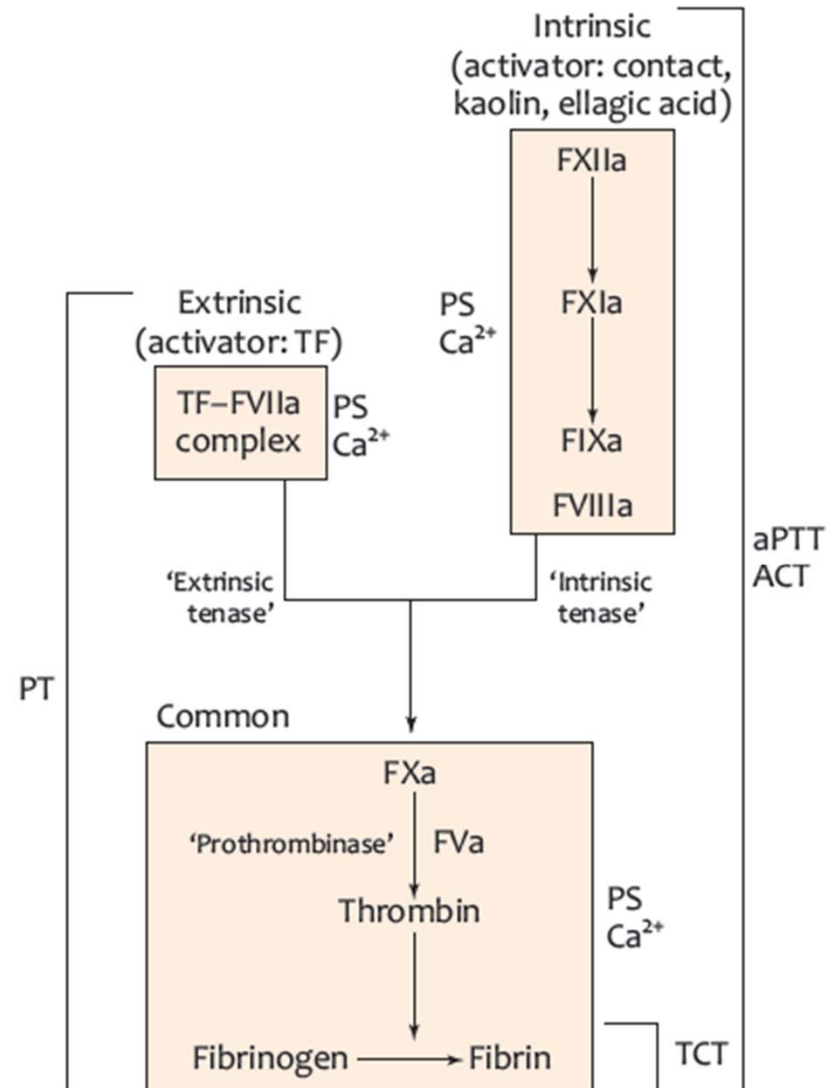 Intrinsic
(activator: contact,
kaolin, ellagic acid)
FXIIa
PS
Ca²⁺
FXIa
FIXa
FVIIIa
Extrinsic
(activator: TF)
TF–FVIIa
complex
PS
Ca²⁺
aPTT
ACT
‘Extrinsic
tenase’
‘Intrinsic
tenase’
PT
Common
FXa
‘Prothrombinase’
FVa
Thrombin
PS
Ca²⁺
Fibrinogen
Fibrin
TCT